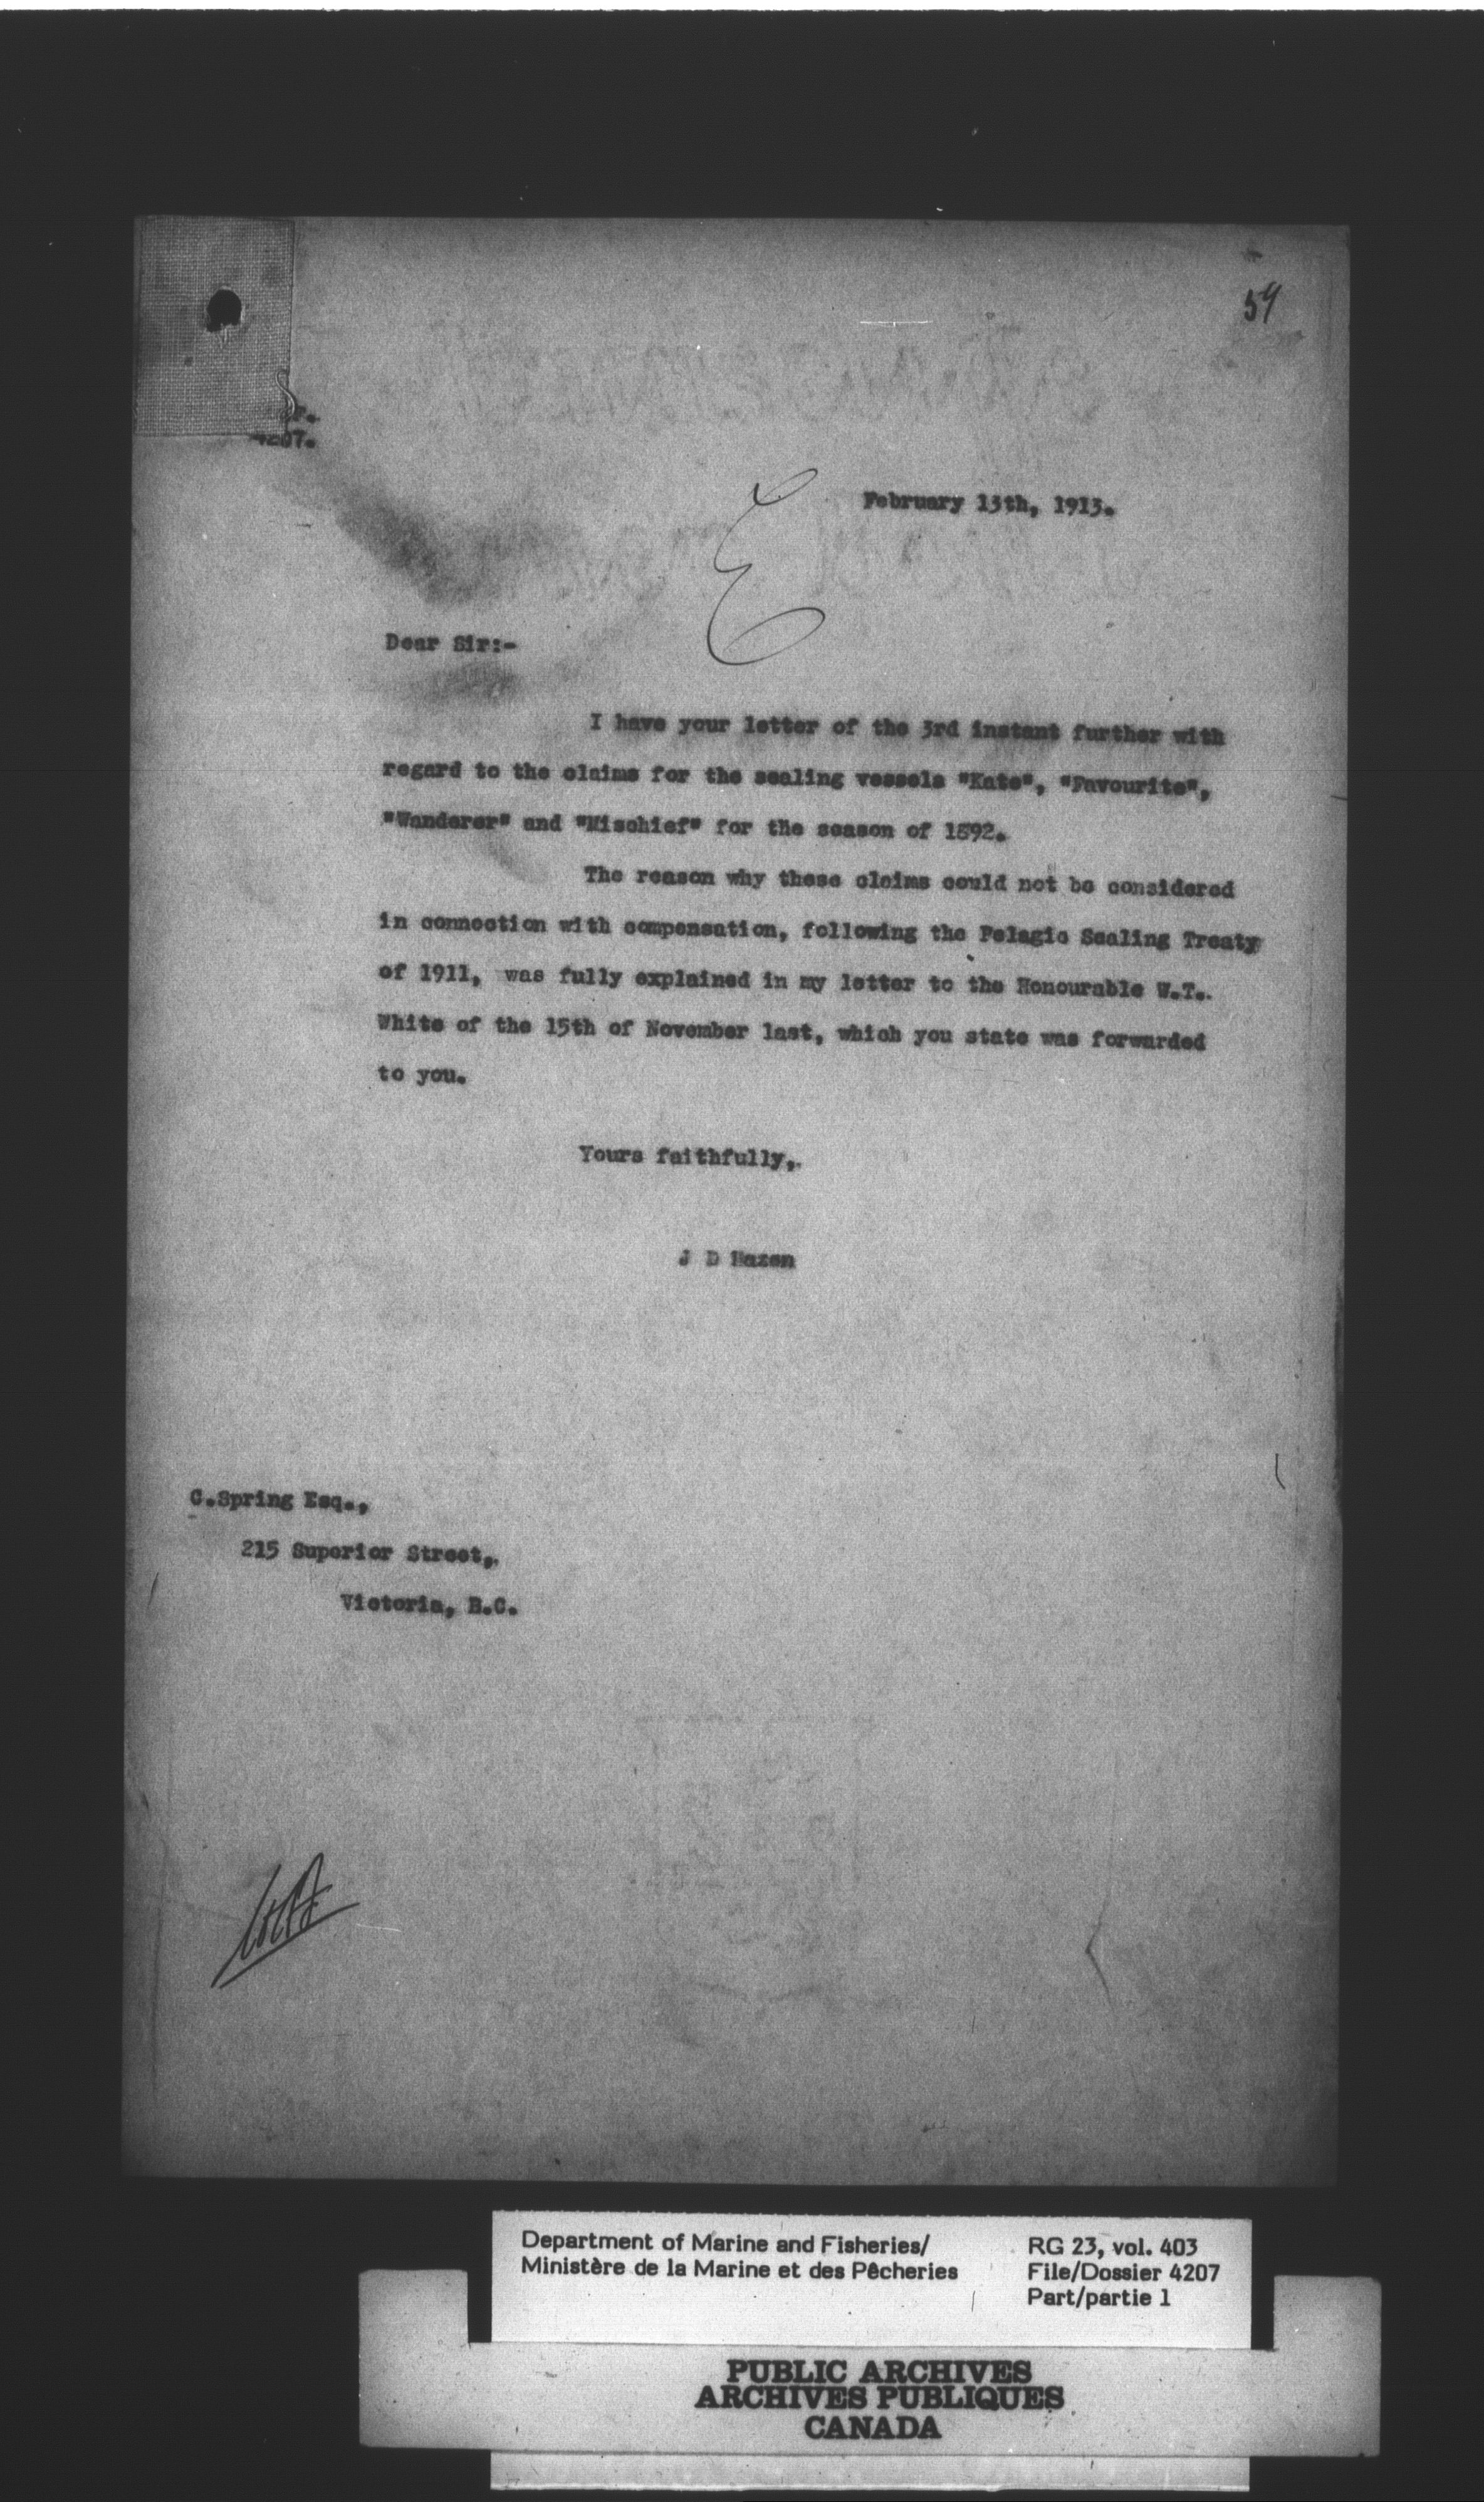 59
F.
4207.
E
February 13th, 1913.
Dear Sir:-
I have your letter of the 3rd instant further with
regard to the claims for the sealing vessels "Kate", "Favourite",
"Wanderer" and "Mischief" for the season of 1892.
The reason why these claims could not be considered
in connection with compensation, following the Pelagic Sealing Treaty
of 1911, was fully explained in my letter to the Honourable W.T.
White of the 15th of November last, which you state was forwarded
to you.
Yours faithfully,
J D Hazen
C.Spring Esq.,
215 Superior Street,
Victoria, B.C.
Department of Marine and Fisheries/
Ministère de la Marine et des Pêcheries
RG 23, vol. 403
File/Dossier 4207
Part/partie 1
PUBLIC ARCHIVES
ARCHIVES PUBLIQUES
CANADA